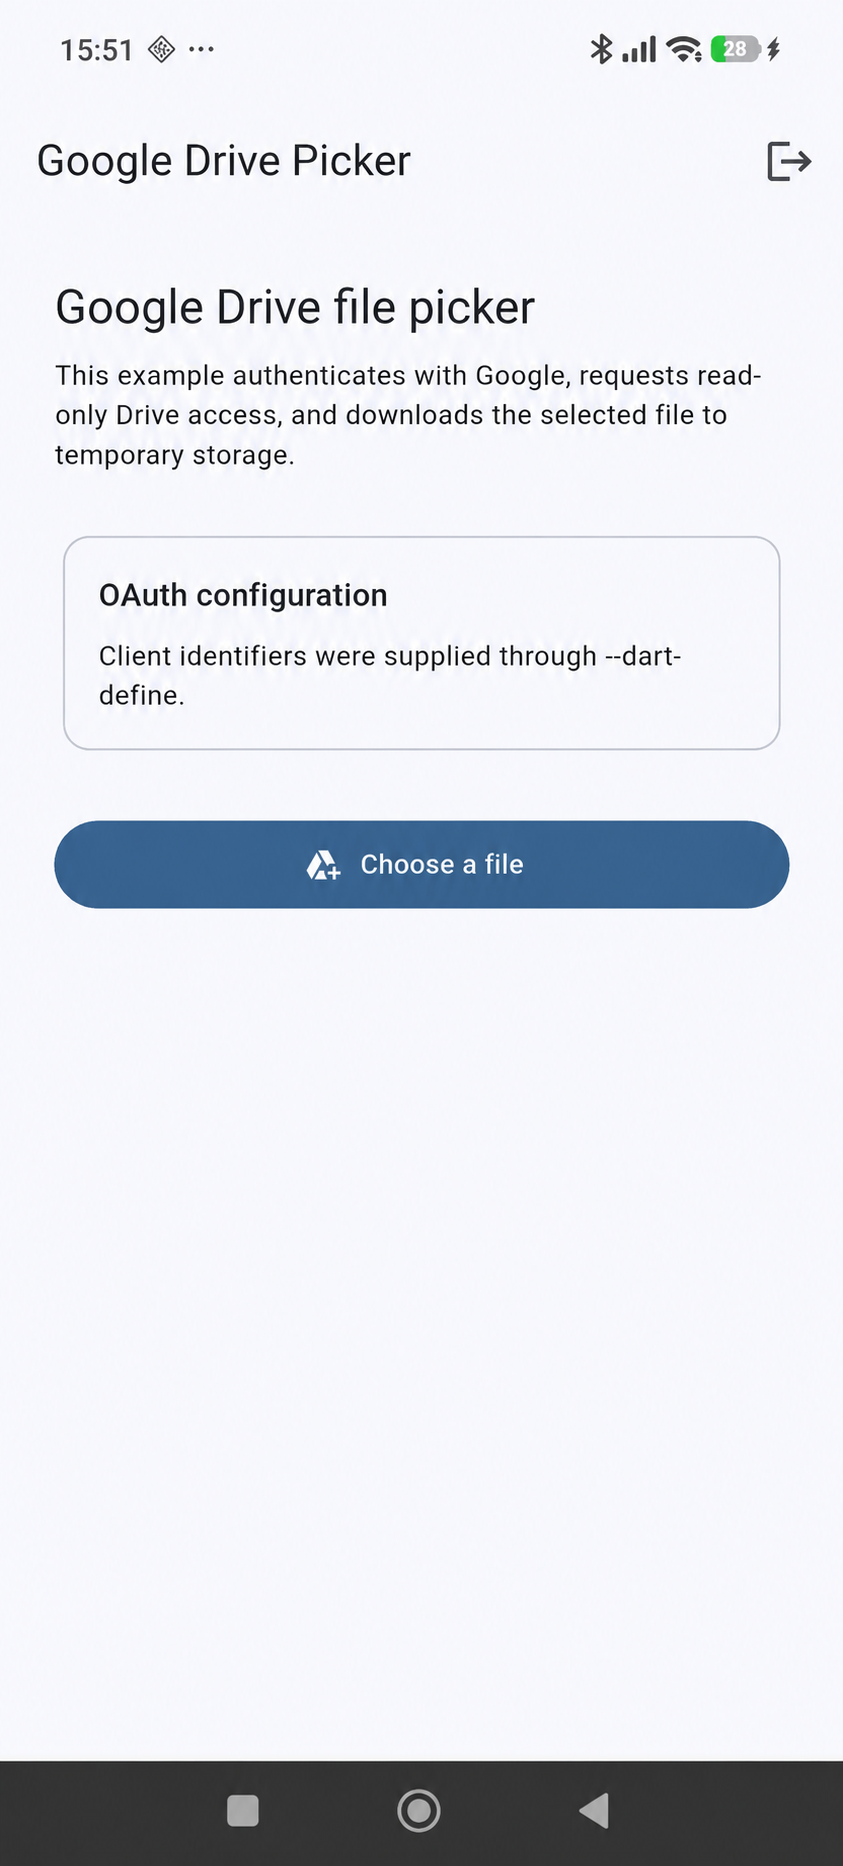 15:51
28
Google Drive Picker
Google Drive file picker
This example authenticates with Google, requests read-
only Drive access, and downloads the selected file to
temporary storage.
OAuth configuration
Client identifiers were supplied through --dart-
define.
Choose a file